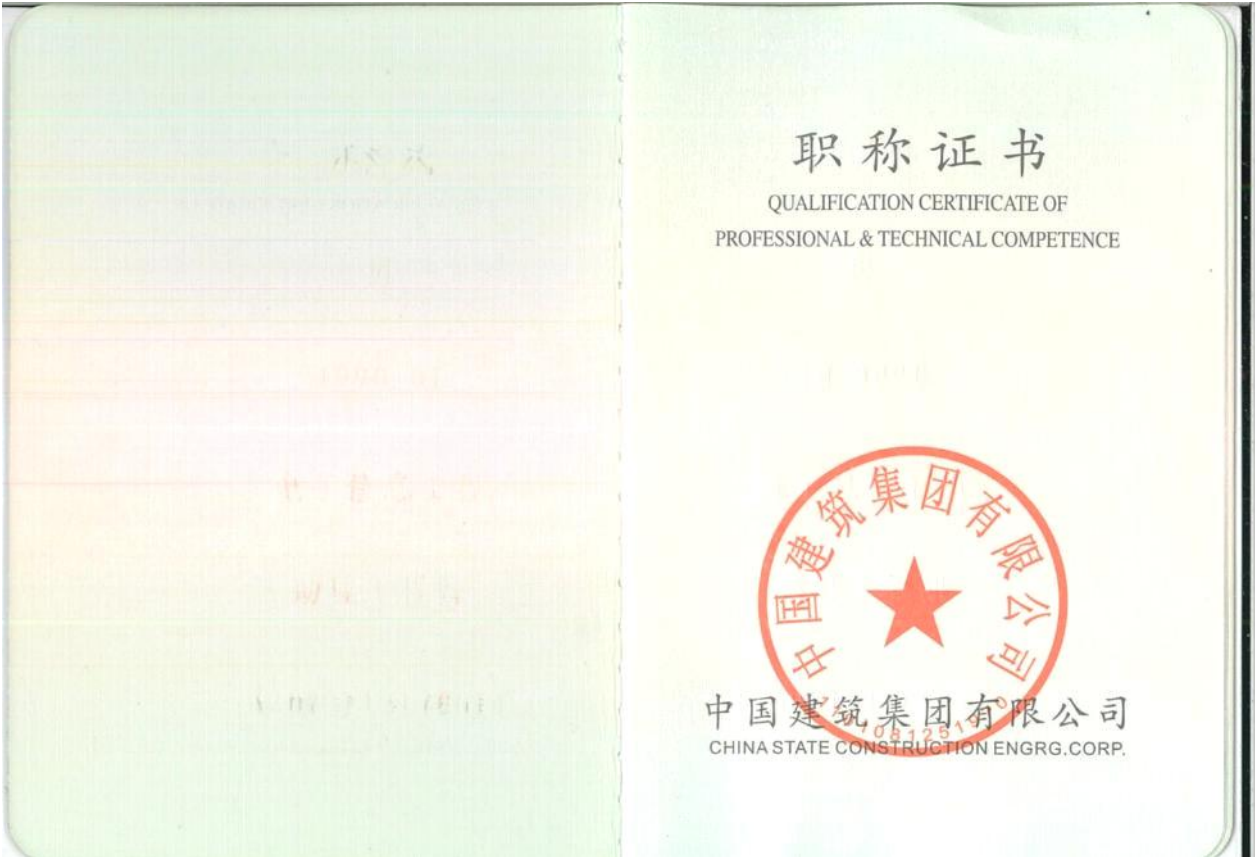 职称证书
QUALIFICATION CERTIFICATE OF
PROFESSIONAL & TECHNICAL COMPETENCE
中国建筑集团有限公司
中国建筑集团有限公司
CHINA STATE CONSTRUCTION ENGRG.CORP.